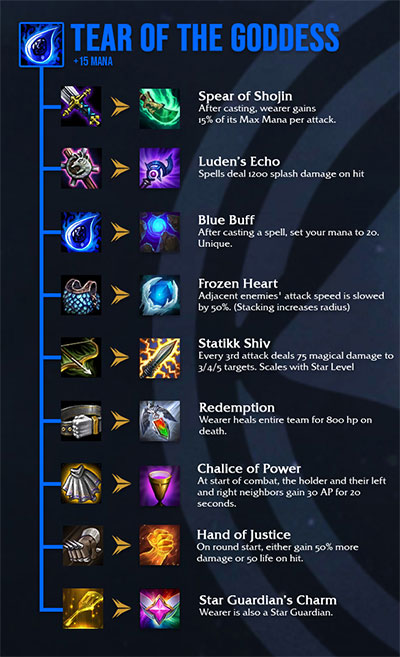 TEAR OF THE GODDESS
+15 MANA
Spear of Shojin
After casting, wearer gains
15% of its Max Mana per attack.
Luden's Echo
Spells deal 1200 splash damage on hit
Blue Buff
After casting a spell, set your mana to 20.
Unique.
Frozen Heart
Adjacent enemies' attack speed is slowed
by 50%. (Stacking increases radius)
Statikk Shiv
Every 3rd attack deals 75 magical damage to
3/4/5 targets. Scales with Star Level
Redemption
Wearer heals entire team for 800 hp on
death.
Chalice of Power
At start of combat, the holder and their left
and right neighbors gain 30 AP for 20
seconds.
Hand of Justice
On round start, either gain 50% more
damage or 50 life on hit.
Star Guardian's Charm
Wearer is also a Star Guardian.